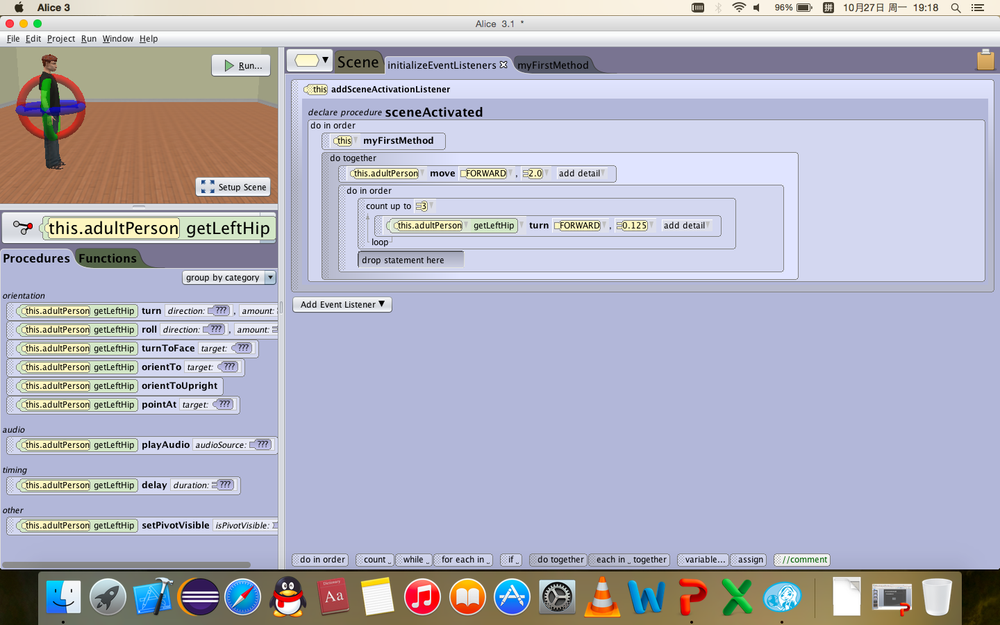 Alice 3
96%
拼
10月27日 周一 19:18
Alice 3.1 *
File Edit Project Run Window Help
Run...
Setup Scene
this.adultPerson getLeftHip
Procedures Functions
group by category
orientation
this.adultPerson getLeftHip turn direction: ??? , amount:
this.adultPerson getLeftHip roll direction: ??? , amount:
this.adultPerson getLeftHip turnToFace target: ???
this.adultPerson getLeftHip orientTo target: ???
this.adultPerson getLeftHip orientToUpright
this.adultPerson getLeftHip pointAt target: ???
audio
this.adultPerson getLeftHip playAudio audioSource: ???
timing
this.adultPerson getLeftHip delay duration: ???
other
this.adultPerson getLeftHip setPivotVisible isPivotVisible:
Scene initializeEventListeners myFirstMethod
this addSceneActivationListener
declare procedure sceneActivated
do in order
this myFirstMethod
do together
this.adultPerson move FORWARD , 2.0 add detail
do in order
count up to 3
this.adultPerson getLeftHip turn FORWARD , 0.125 add detail
loop
drop statement here
Add Event Listener
do in order count _ while _ for each in _ if _ do together each in _ together variable... assign //comment
Dictionary
Aa